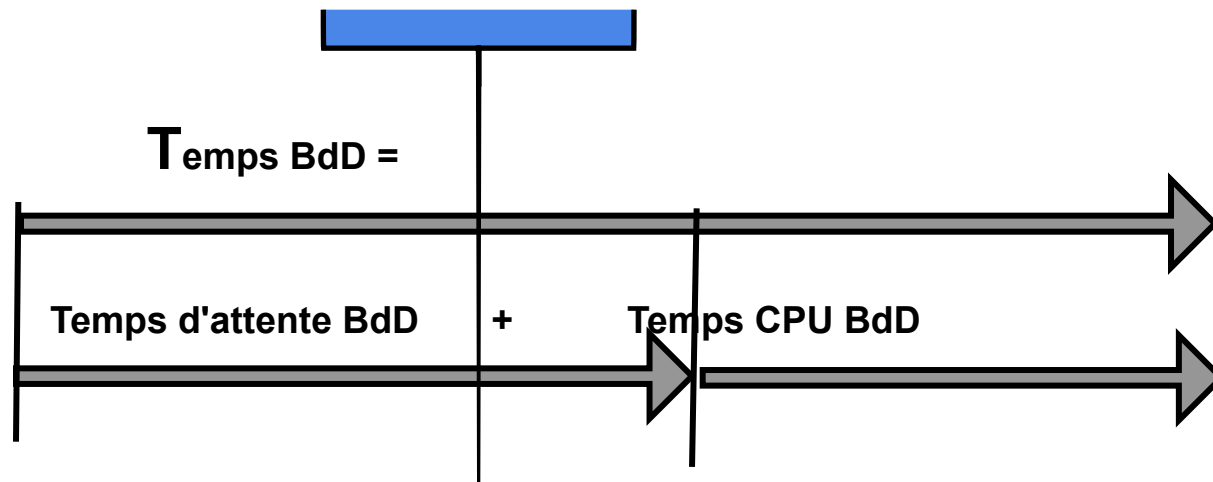 Temps BdD =
Temps d'attente BdD + Temps CPU BdD